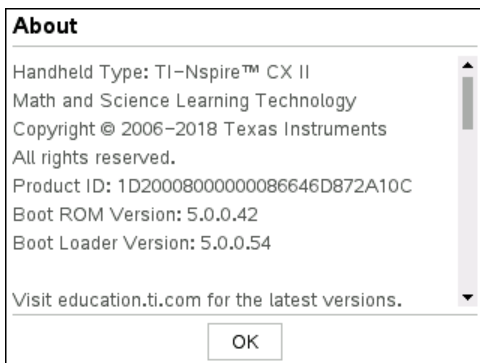 About
Handheld Type: TI-Nspire™ CX II
Math and Science Learning Technology
Copyright © 2006-2018 Texas Instruments
All rights reserved.
Product ID: 1D20008000000086646D872A10C
Boot ROM Version: 5.0.0.42
Boot Loader Version: 5.0.0.54
Visit education.ti.com for the latest versions.
OK